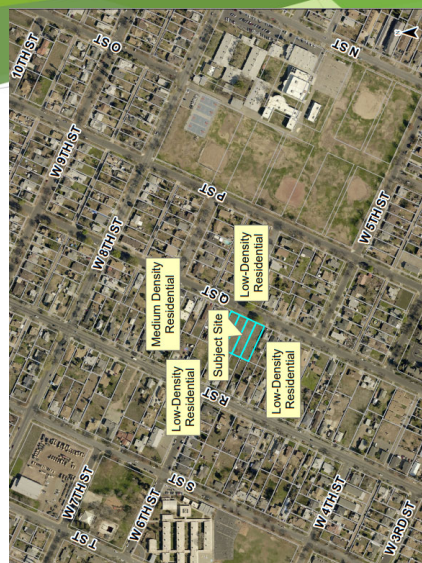 10TH ST
O ST
N ST
W 9TH ST
W 8TH ST
P ST
W 5TH ST
Medium Density
Residential
Q ST
Low-Density
Residential
Subject Site
Low-Density
Residential
R ST
Low-Density
Residential
W 7TH ST
T ST
W 6TH ST
S ST
W 4TH ST
W 3RD ST